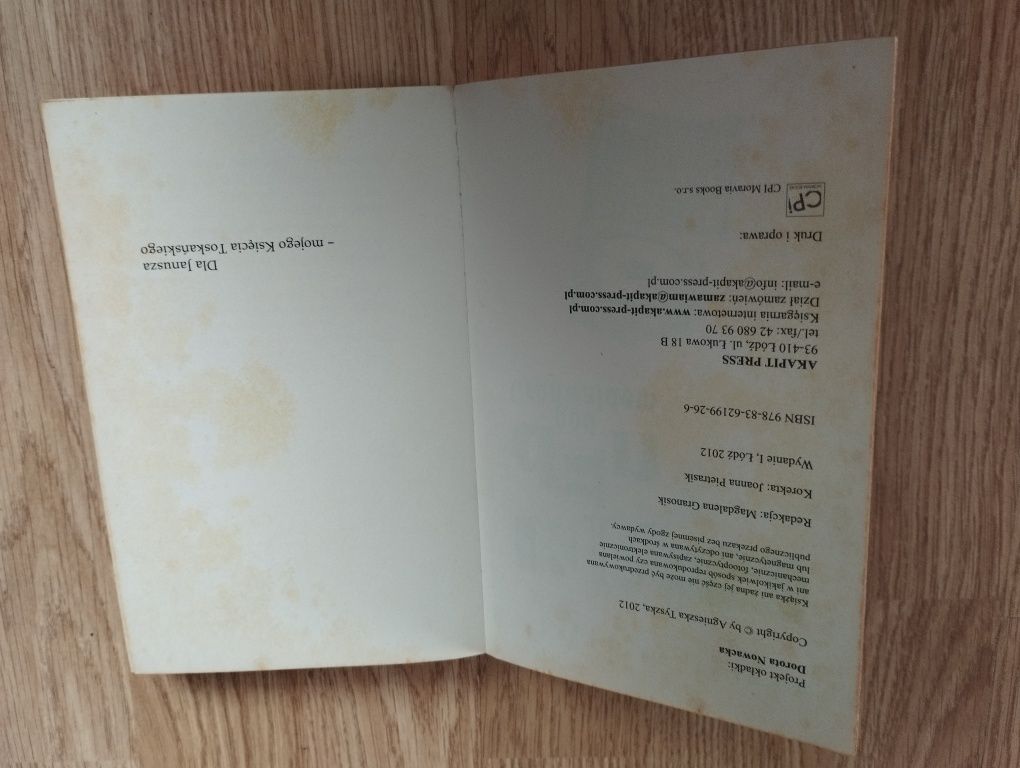 Projekt okładki:
Dorota Nowacka
Copyright © by Agnieszka Tyszka, 2012
Książka ani żadna jej część nie może być przedrukowywana
ani w jakikolwiek sposób reprodukowana czy powielana
mechanicznie, fotooptycznie, zapisywana elektronicznie
lub magnetycznie, ani odczytywana w środkach
publicznego przekazu bez pisemnej zgody wydawcy.
Redakcja: Magdalena Granosik
Korekta: Joanna Pietrasik
Wydanie I, Łódź 2012
ISBN 978-83-62199-26-6
AKAPIT PRESS
93-410 Łódź, ul. Łukowa 18 B
tel./fax: 42 680 93 70
Księgarnia internetowa: www.akapit-press.com.pl
Dział zamówień: zamawiam@akapit-press.com.pl
e-mail: info@akapit-press.com.pl
Druk i oprawa:
CPI
CPI Moravia Books s.r.o.
Dla Janusza
– mojego Księcia Toskańskiego